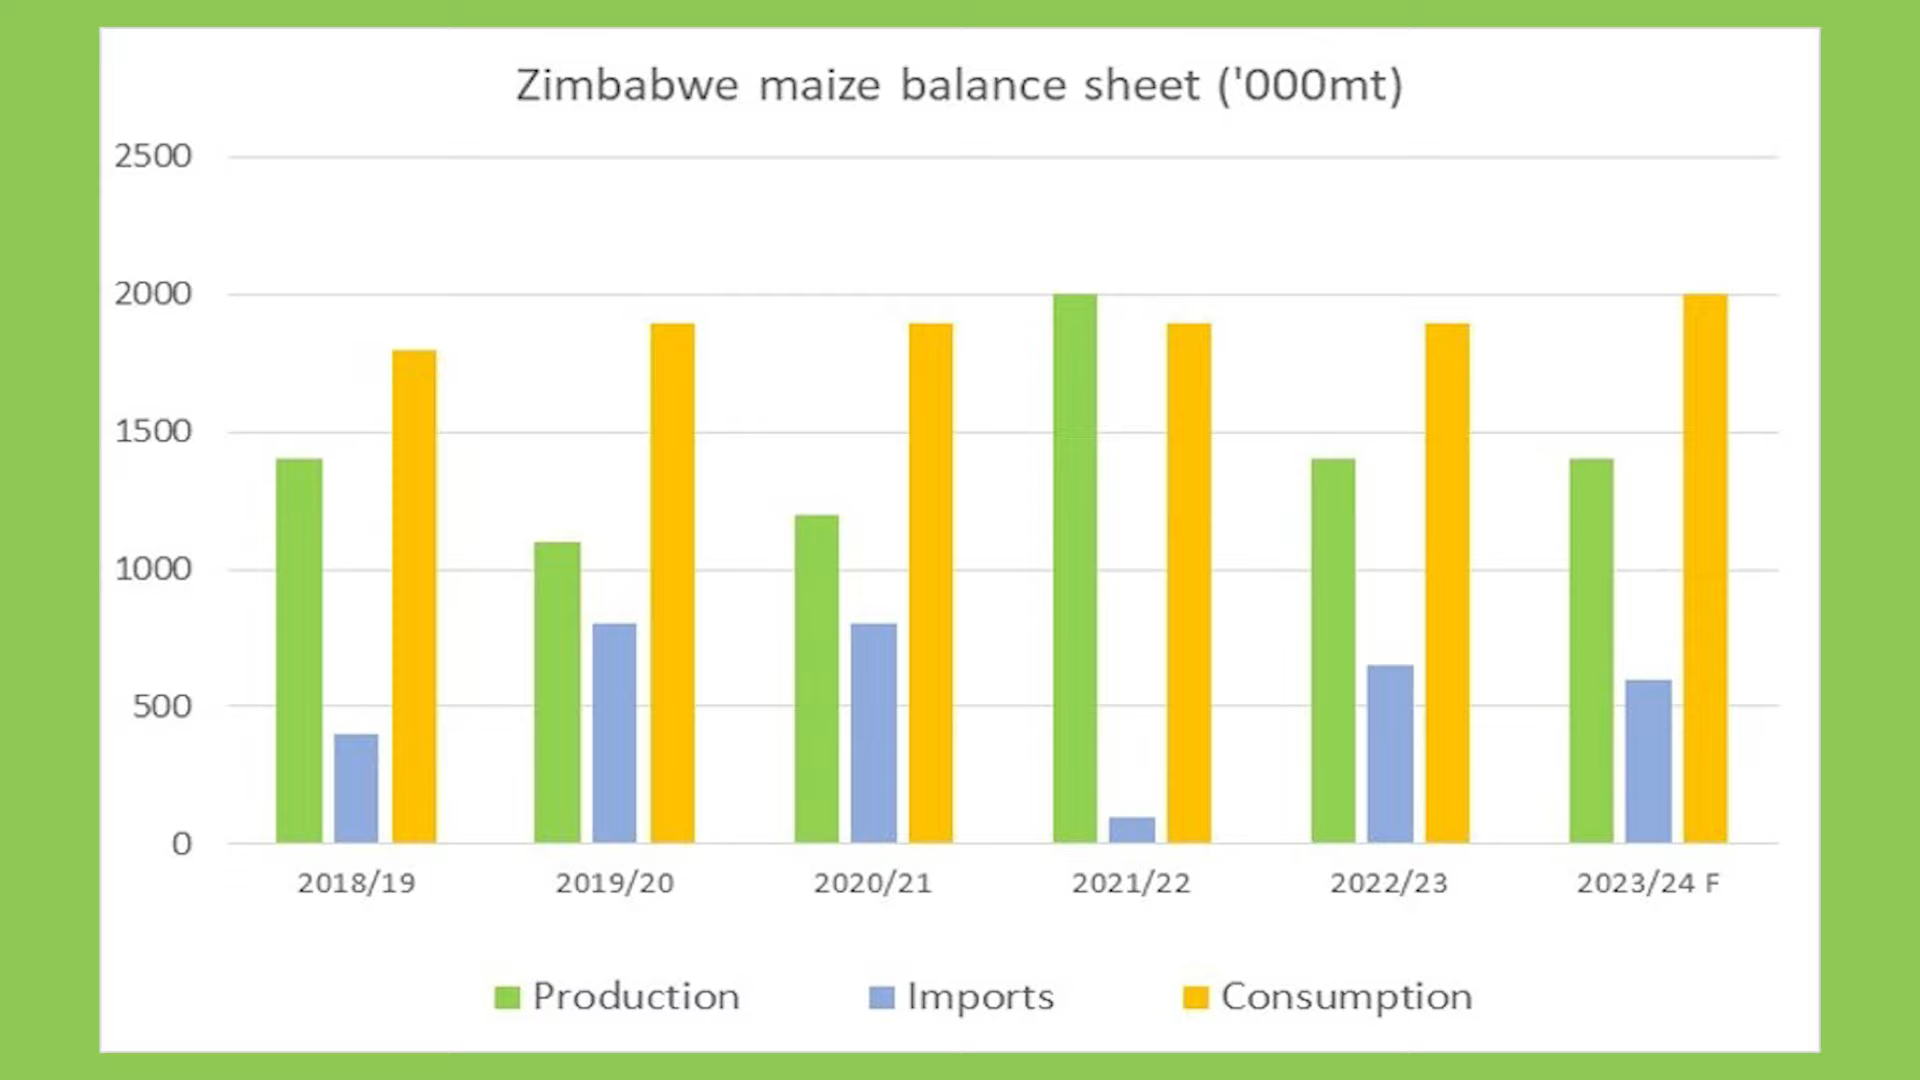 Zimbabwe maize balance sheet ('000mt)
2500
2000
1500
1000
500
0
2018/19 2019/20 2020/21 2021/22 2022/23 2023/24 F
Production Imports Consumption